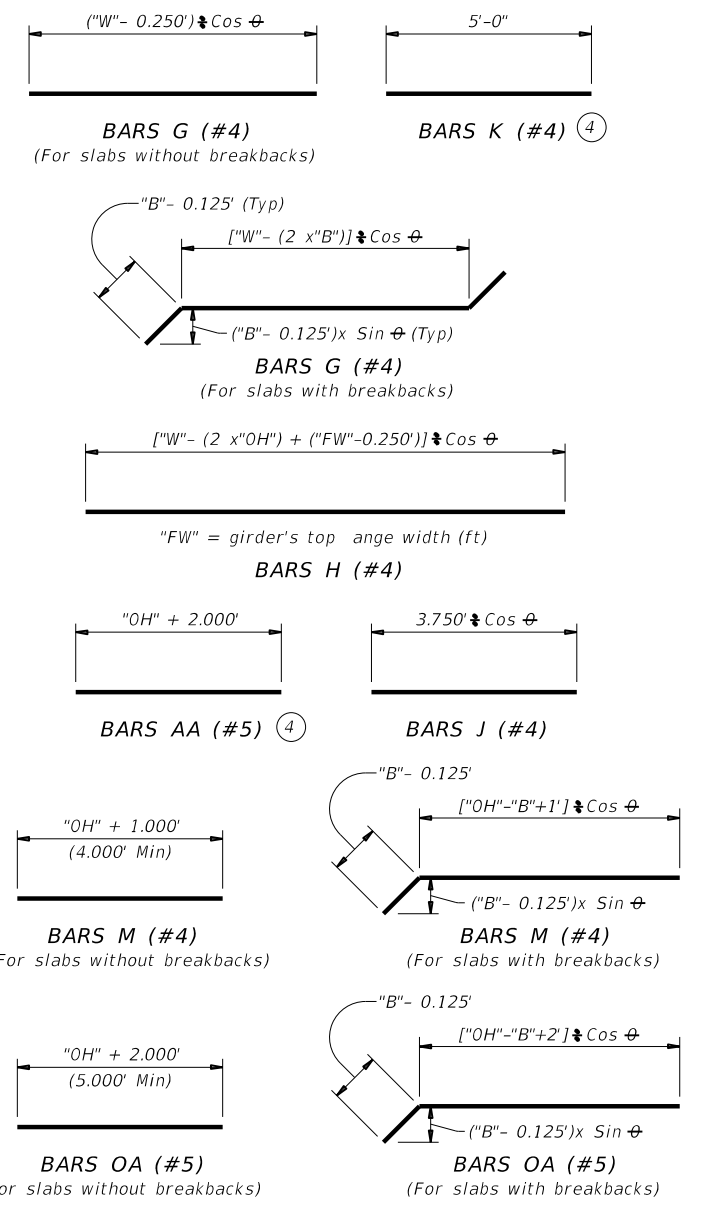 ("W"- 0.250') ÷ Cos θ
5'-0"
BARS G (#4)
(For slabs without breakbacks)
BARS K (#4) 4
"B"- 0.125' (Typ)
["W"- (2 x"B")] ÷ Cos θ
("B"- 0.125')x Sin θ (Typ)
BARS G (#4)
(For slabs with breakbacks)
["W"- (2 x"OH") + ("FW"-0.250')] ÷ Cos θ
"FW" = girder's top ange width (ft)
BARS H (#4)
"OH" + 2.000'
3.750' ÷ Cos θ
BARS AA (#5) 4
BARS J (#4)
"B"- 0.125'
["OH"-"B"+1'] ÷ Cos θ
"OH" + 1.000'
(4.000' Min)
("B"- 0.125')x Sin θ
BARS M (#4)
For slabs without breakbacks)
BARS M (#4)
(For slabs with breakbacks)
"B"- 0.125'
["OH"-"B"+2'] ÷ Cos θ
"OH" + 2.000'
(5.000' Min)
("B"- 0.125')x Sin θ
BARS OA (#5)
or slabs without breakbacks)
BARS OA (#5)
(For slabs with breakbacks)